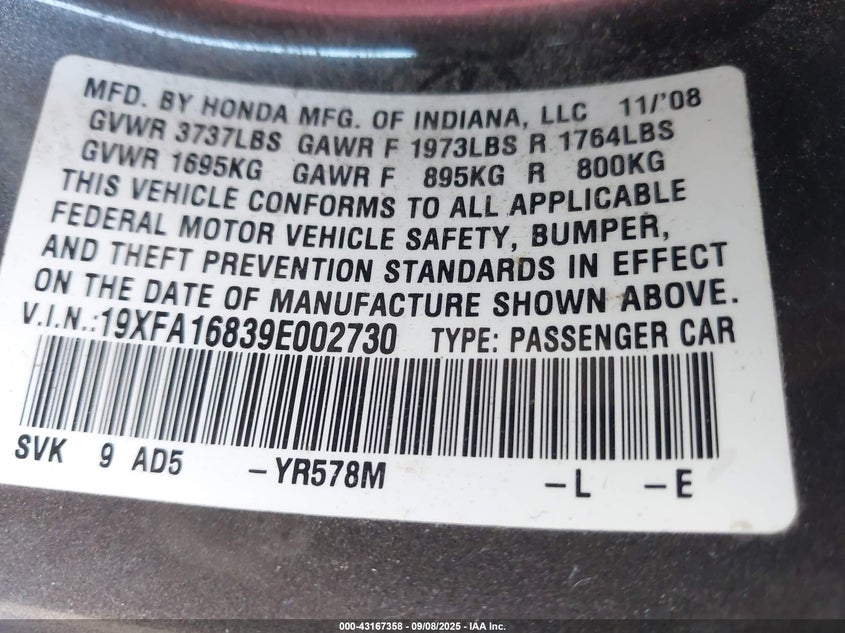 MFD. BY HONDA MFG. OF INDIANA, LLC 11/'08
GVWR 3737LBS GAWR F 1973LBS R 1764LBS
GVWR 1695KG GAWR F 895KG R 800KG
THIS VEHICLE CONFORMS TO ALL APPLICABLE
FEDERAL MOTOR VEHICLE SAFETY, BUMPER,
AND THEFT PREVENTION STANDARDS IN EFFECT
ON THE DATE OF MANUFACTURE SHOWN ABOVE.
V.I.N.:19XFA16839E002730 TYPE: PASSENGER CAR
SVK 9 AD5 -YR578M -L -E
000-43167358 - 09/08/2025 - IAA Inc.